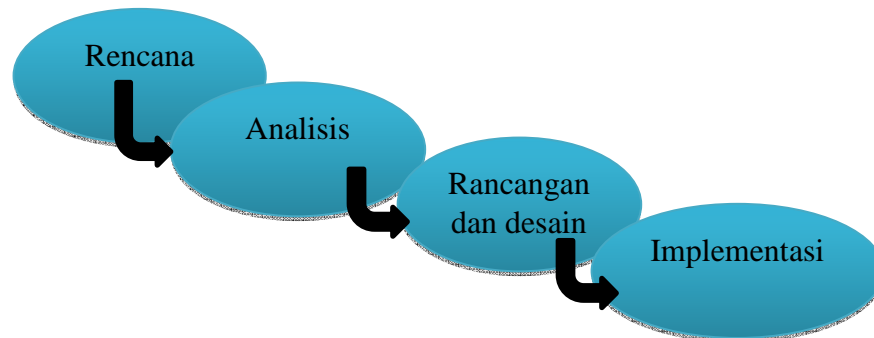 Rencana
Analisis
Rancangan
dan desain
Implementasi